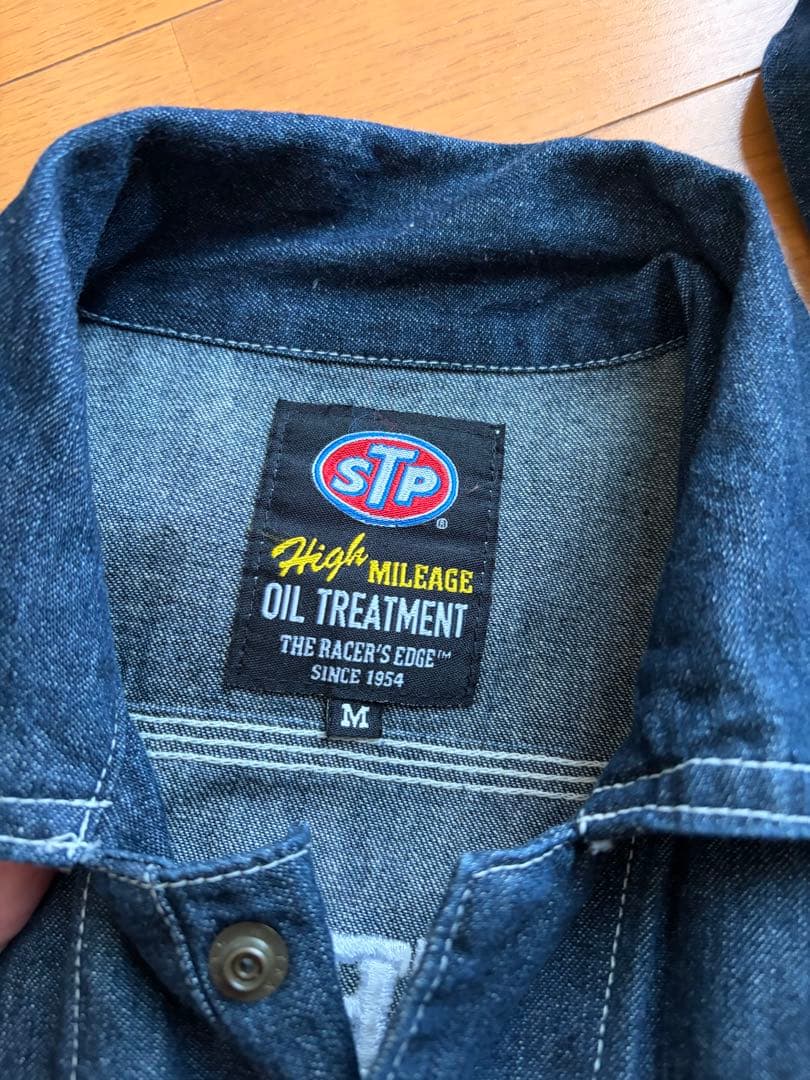 STP
®
High MILEAGE
OIL TREATMENT
THE RACER'S EDGE™
SINCE 1954
M